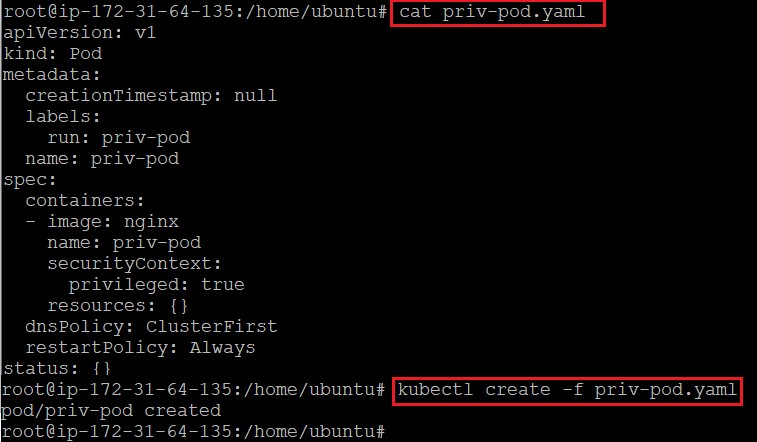 root@ip-172-31-64-135:/home/ubuntu# cat priv-pod.yaml
apiVersion: v1
kind: Pod
metadata:
  creationTimestamp: null
  labels:
    run: priv-pod
  name: priv-pod
spec:
  containers:
  - image: nginx
    name: priv-pod
    securityContext:
      privileged: true
    resources: {}
  dnsPolicy: ClusterFirst
  restartPolicy: Always
status: {}
root@ip-172-31-64-135:/home/ubuntu# kubectl create -f priv-pod.yaml
pod/priv-pod created
root@ip-172-31-64-135:/home/ubuntu#